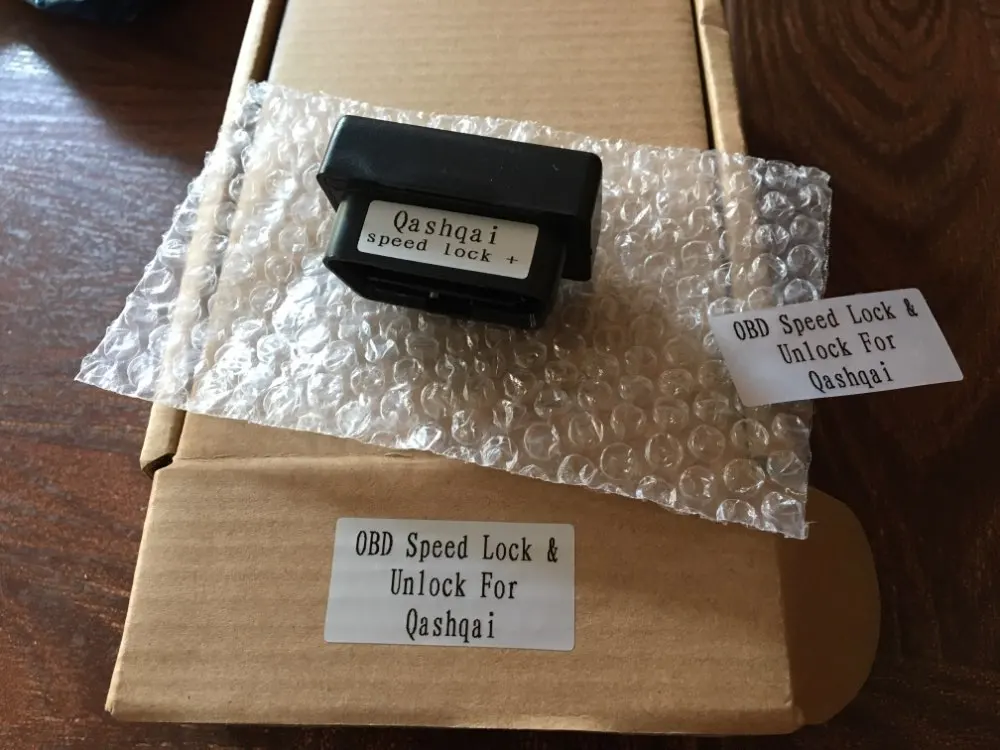 Qashqai
speed lock +
OBD Speed Lock &
Unlock For
Qashqai
OBD Speed Lock &
Unlock For
Qashqai